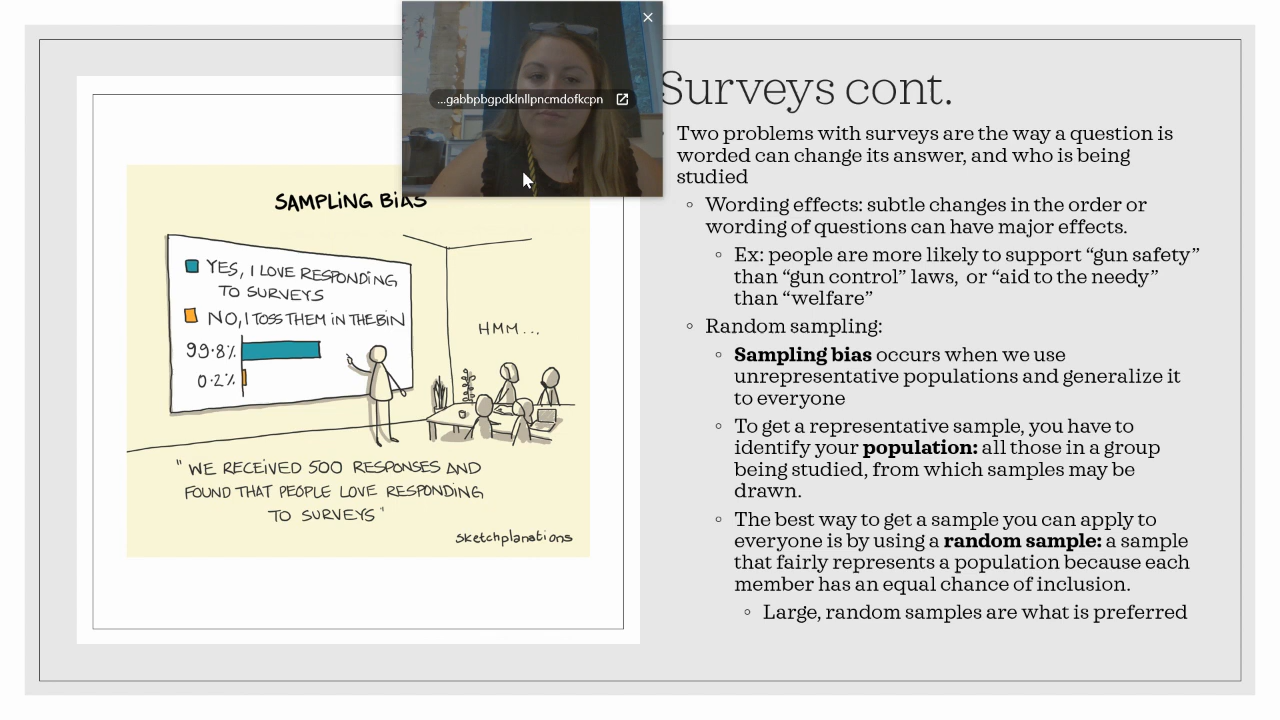 ...gabbpbgpdklnllpncmdofkcpn
Surveys cont.
SAMPLING BIAS
YES, I LOVE RESPONDING
TO SURVEYS
NO, I TOSS THEM IN THE BIN
99.8%
0.2%
HMM...
"WE RECEIVED 500 RESPONSES AND
FOUND THAT PEOPLE LOVE RESPONDING
TO SURVEYS"
sketchplanations
Two problems with surveys are the way a question is
worded can change its answer, and who is being
studied
◦ Wording effects: subtle changes in the order or
wording of questions can have major effects.
◦ Ex: people are more likely to support “gun safety”
than “gun control” laws, or “aid to the needy”
than “welfare”
◦ Random sampling:
◦ Sampling bias occurs when we use
unrepresentative populations and generalize it
to everyone
◦ To get a representative sample, you have to
identify your population: all those in a group
being studied, from which samples may be
drawn.
◦ The best way to get a sample you can apply to
everyone is by using a random sample: a sample
that fairly represents a population because each
member has an equal chance of inclusion.
◦ Large, random samples are what is preferred